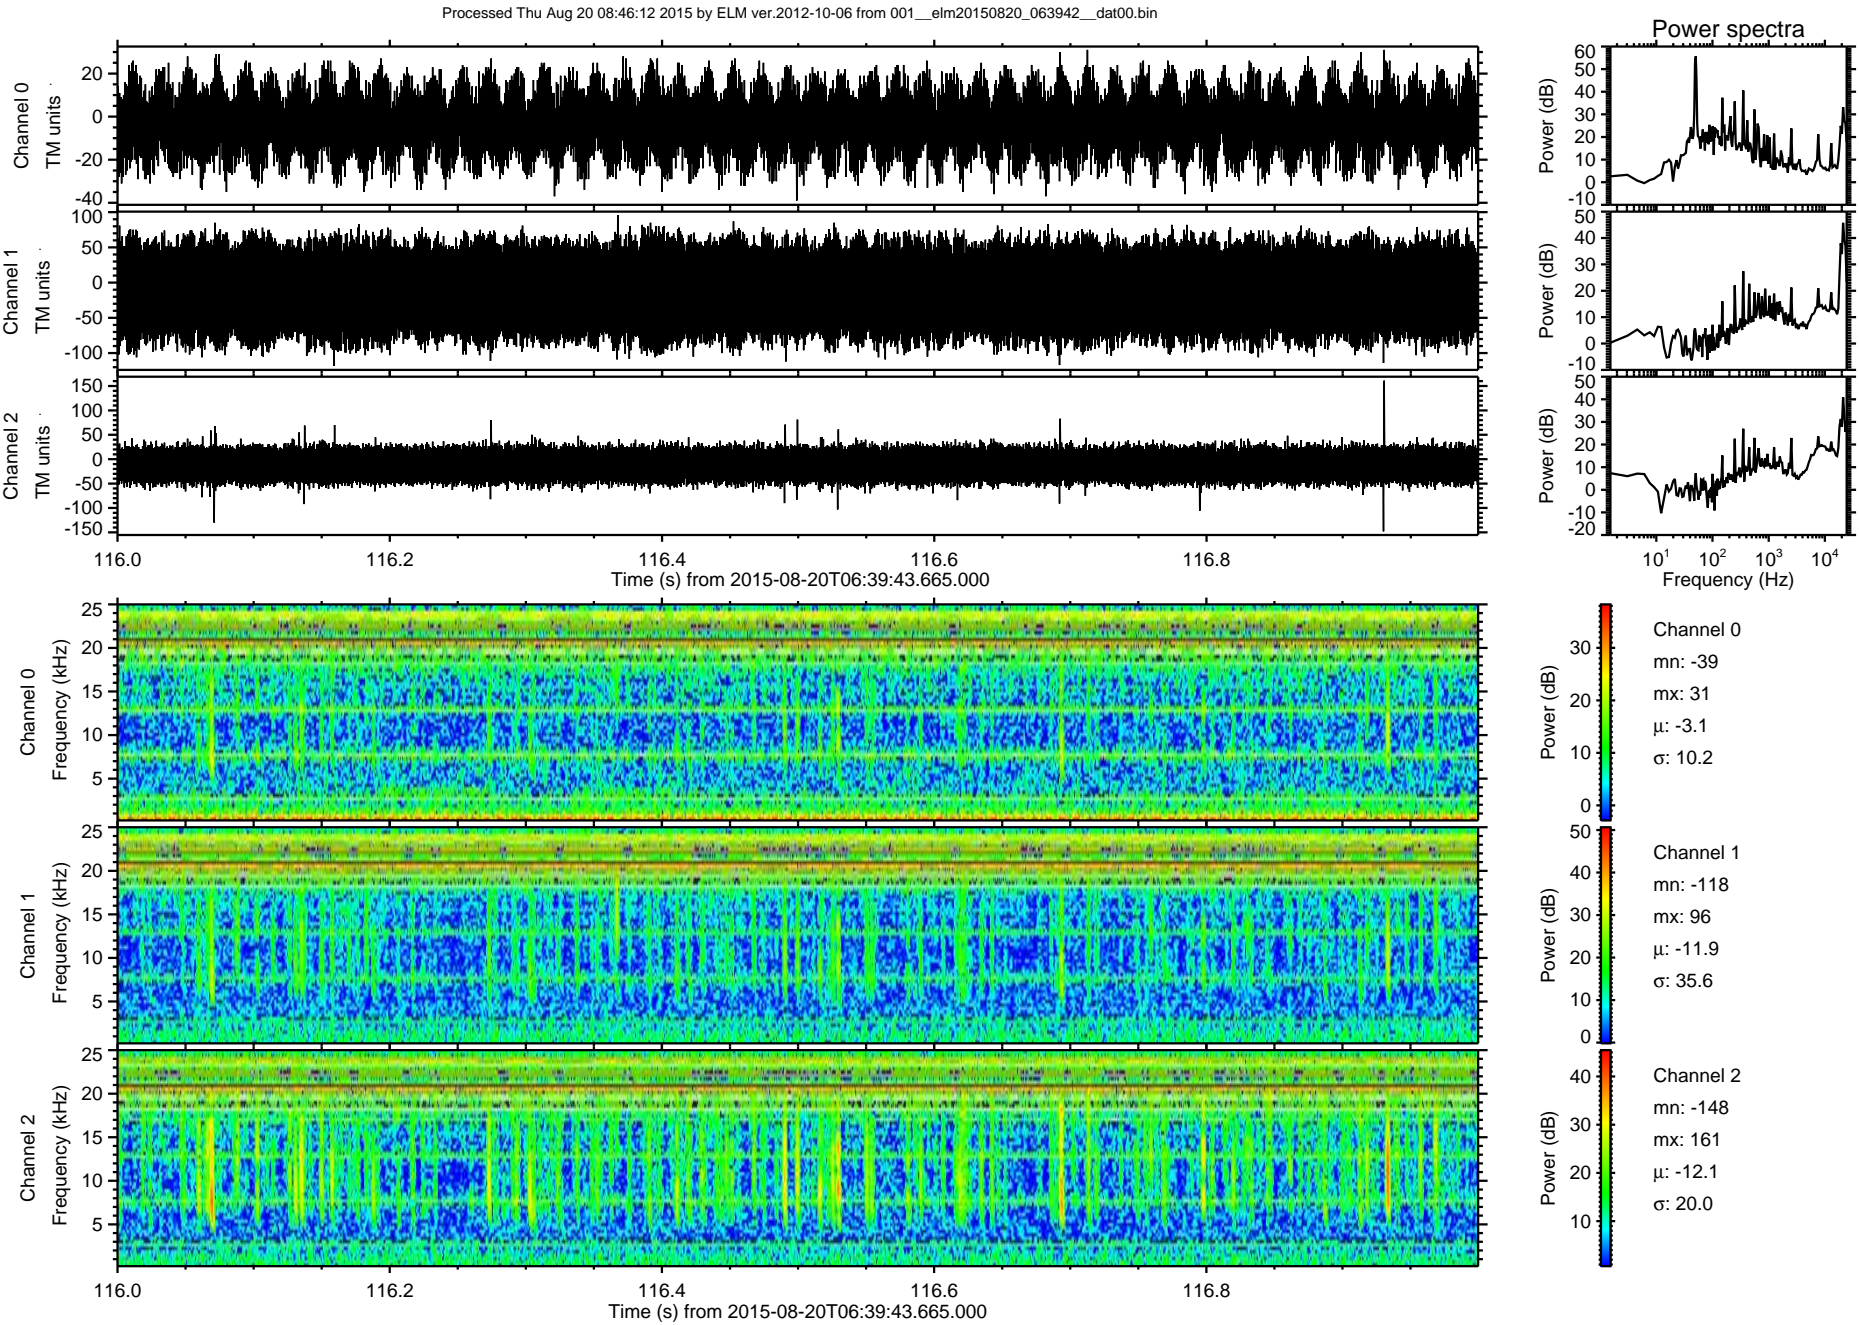 Processed Thu Aug 20 08:46:12 2015 by ELM ver.2012-10-06 from 001__elm20150820_063942__dat00.bin
Power spectra
Channel 0
TM units
20
0
-20
-40
Power (dB)
60
50
40
30
20
10
0
-10
Channel 1
TM units
100
50
0
-50
-100
Power (dB)
50
40
30
20
10
0
-10
Channel 2
TM units
150
100
50
0
-50
-100
-150
Power (dB)
50
40
30
20
10
0
-10
-20
116.0 116.2 116.4 116.6 116.8
Time (s) from 2015-08-20T06:39:43.665.000
10^1 10^2 10^3 10^4
Frequency (Hz)
Channel 0
Frequency (kHz)
25
20
15
10
5
Power (dB)
30
20
10
0
Channel 0
mn: -39
mx: 31
μ: -3.1
σ: 10.2
Channel 1
Frequency (kHz)
25
20
15
10
5
Power (dB)
50
40
30
20
10
0
Channel 1
mn: -118
mx: 96
μ: -11.9
σ: 35.6
Channel 2
Frequency (kHz)
25
20
15
10
5
Power (dB)
40
30
20
10
Channel 2
mn: -148
mx: 161
μ: -12.1
σ: 20.0
116.0 116.2 116.4 116.6 116.8
Time (s) from 2015-08-20T06:39:43.665.000